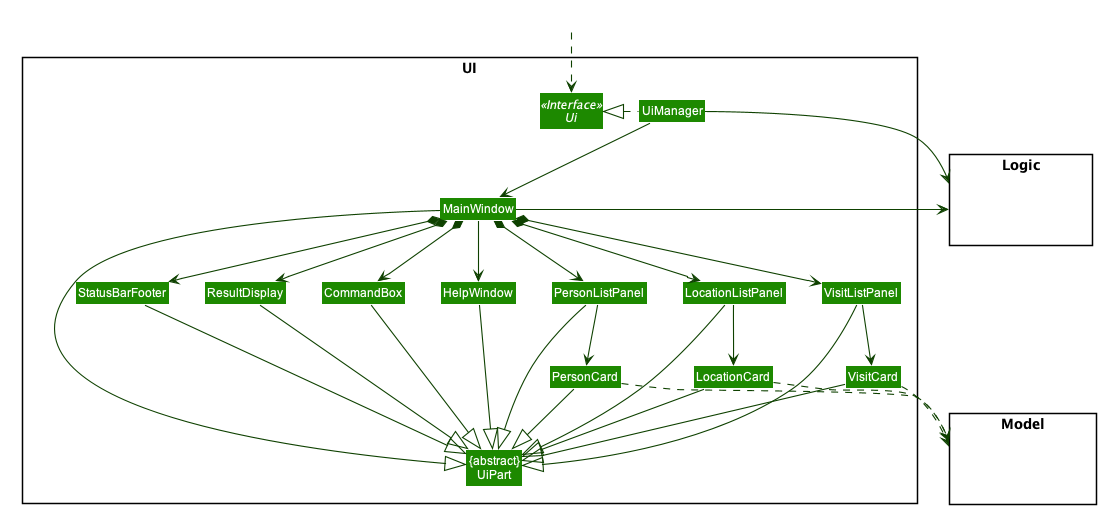 UI
«Interface»
Ui
UiManager
Logic
MainWindow
StatusBarFooter
ResultDisplay
CommandBox
HelpWindow
PersonListPanel
LocationListPanel
VisitListPanel
PersonCard
LocationCard
VisitCard
Model
{abstract}
UiPart